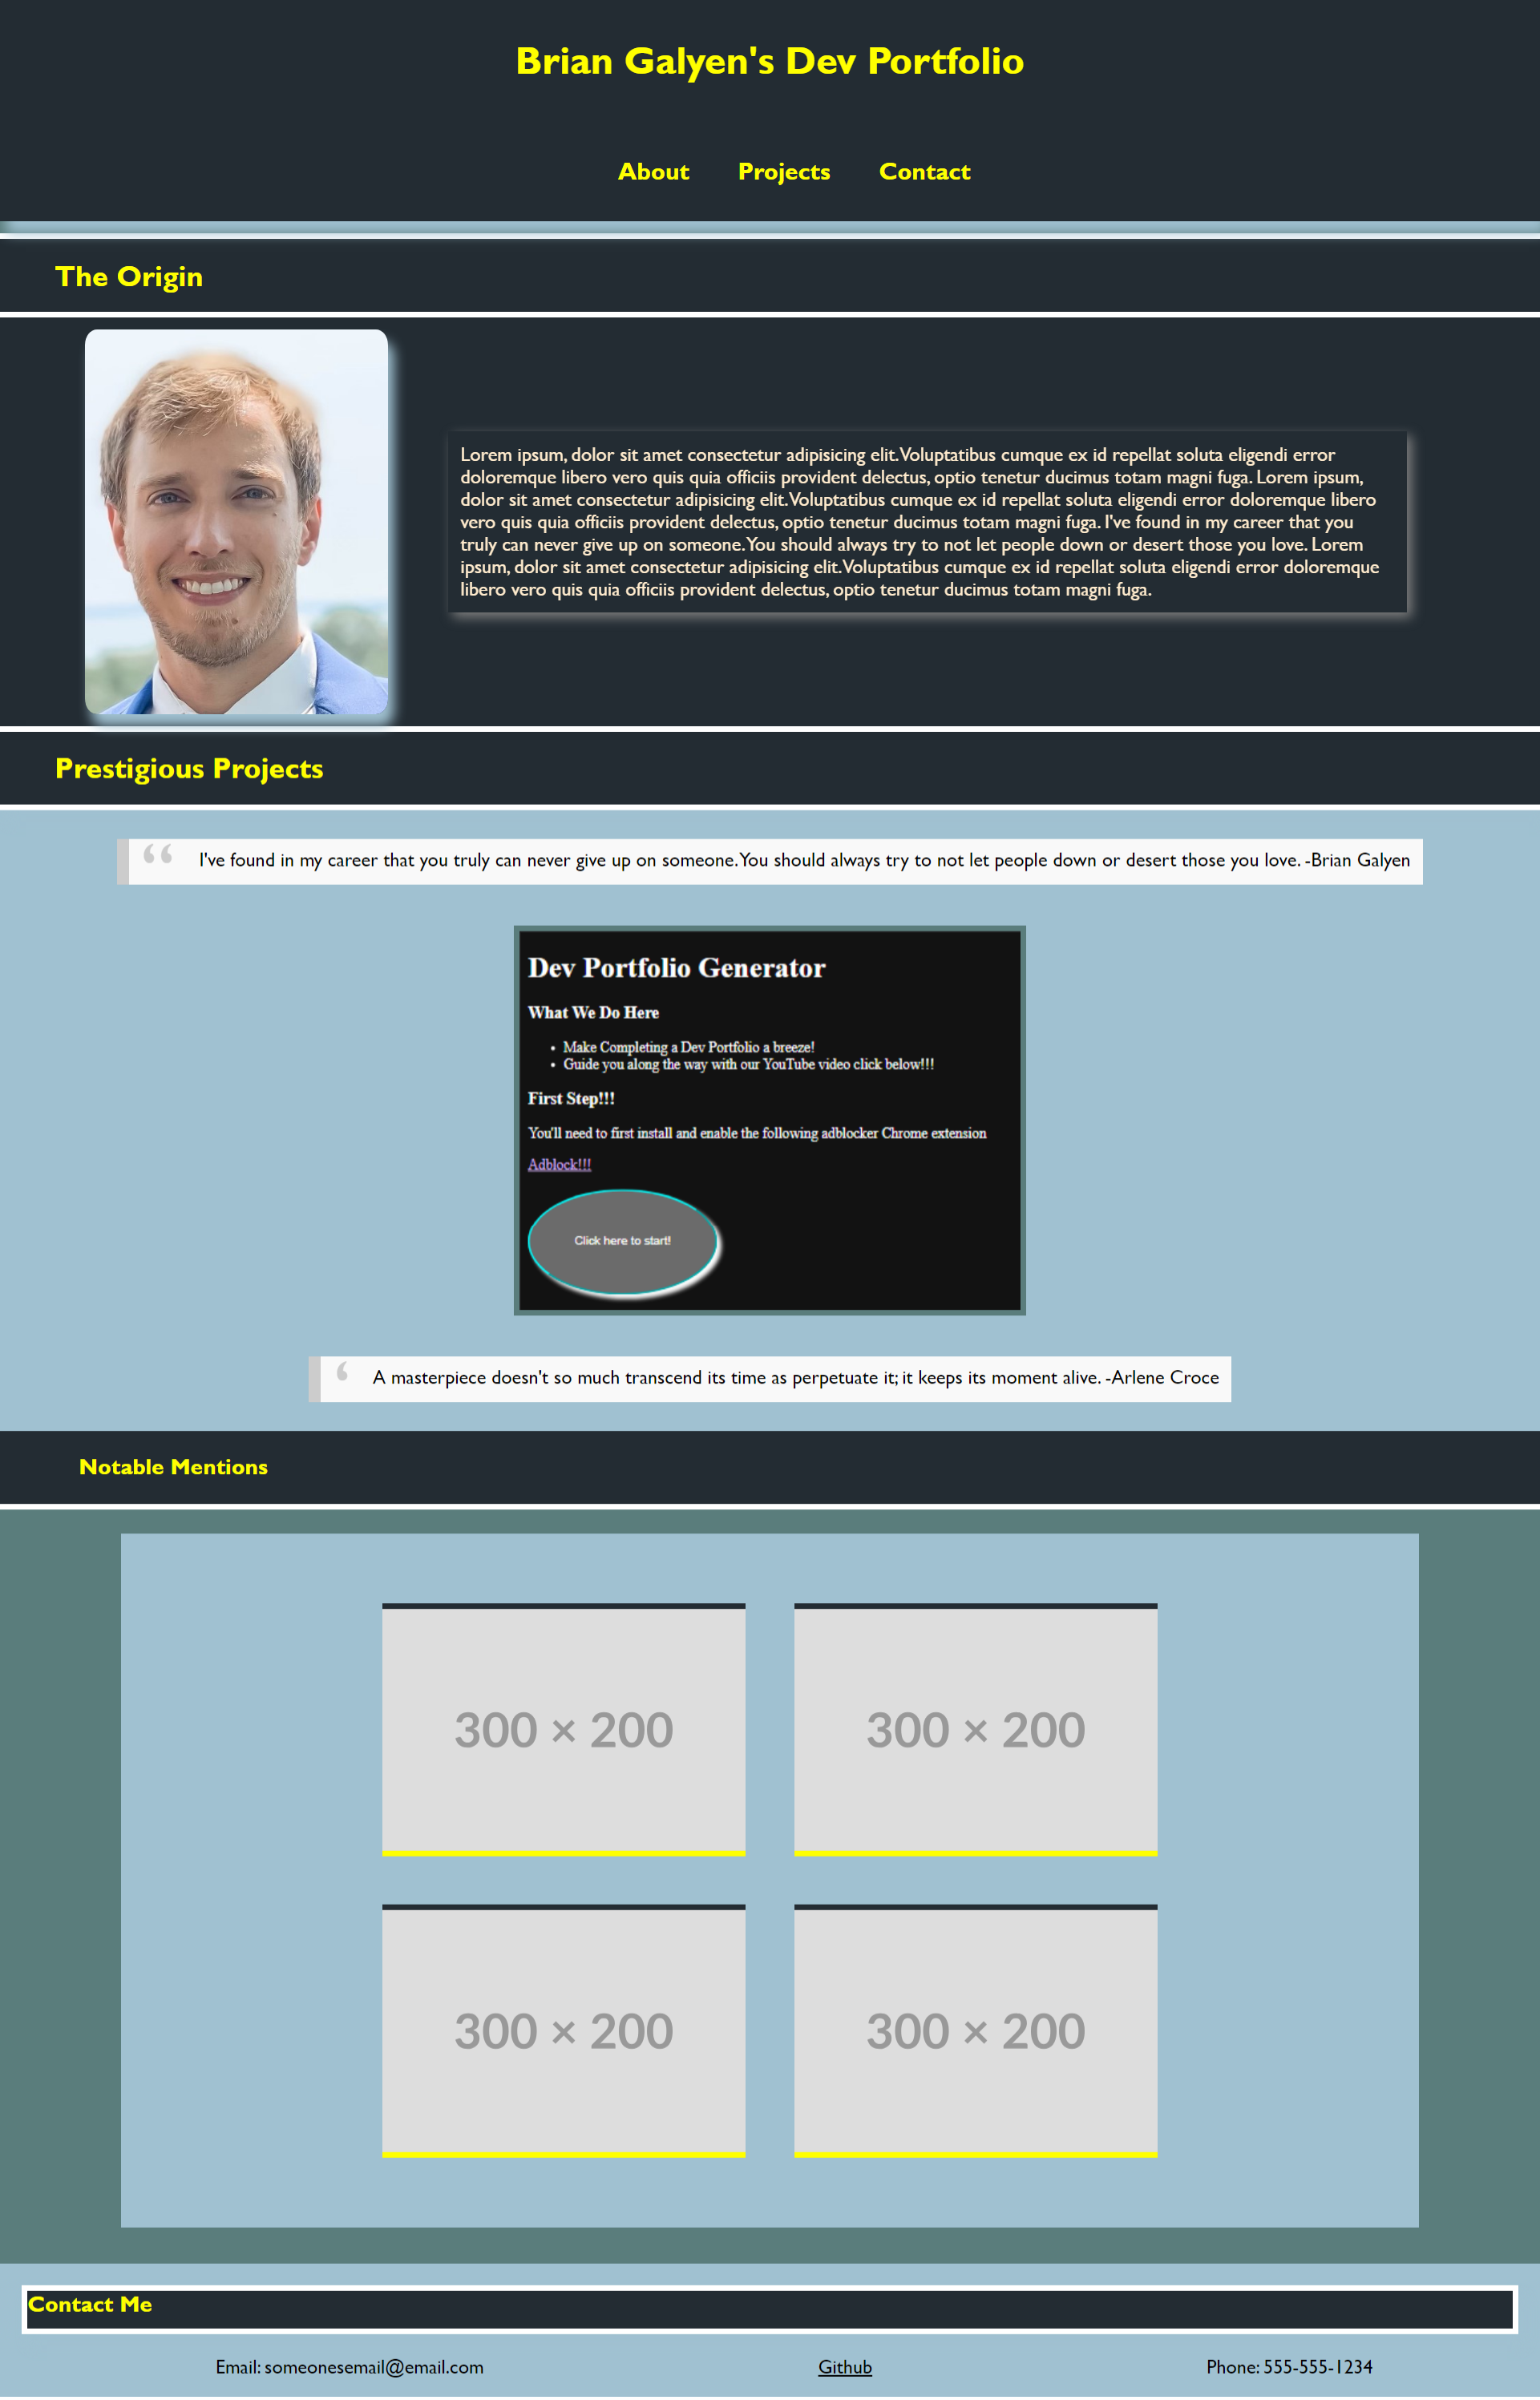 Brian Galyen's Dev Portfolio
About Projects Contact
The Origin
Lorem ipsum, dolor sit amet consectetur adipisicing elit. Voluptatibus cumque ex id repellat soluta eligendi error
doloremque libero vero quis quia officiis provident delectus, optio tenetur ducimus totam magni fuga. Lorem ipsum,
dolor sit amet consectetur adipisicing elit. Voluptatibus cumque ex id repellat soluta eligendi error doloremque libero
vero quis quia officiis provident delectus, optio tenetur ducimus totam magni fuga. I've found in my career that you
truly can never give up on someone. You should always try to not let people down or desert those you love. Lorem
ipsum, dolor sit amet consectetur adipisicing elit. Voluptatibus cumque ex id repellat soluta eligendi error doloremque
libero vero quis quia officiis provident delectus, optio tenetur ducimus totam magni fuga.
Prestigious Projects
“ I've found in my career that you truly can never give up on someone. You should always try to not let people down or desert those you love. -Brian Galyen
Dev Portfolio Generator
What We Do Here
• Make Completing a Dev Portfolio a breeze!
• Guide you along the way with our YouTube video click below!!!
First Step!!!
You'll need to first install and enable the following adblocker Chrome extension
Adblock!!!
Click here to start!
‘ A masterpiece doesn't so much transcend its time as perpetuate it; it keeps its moment alive. -Arlene Croce
Notable Mentions
300 × 200
300 × 200
300 × 200
300 × 200
Contact Me
Email: someonesemail@email.com
Github
Phone: 555-555-1234